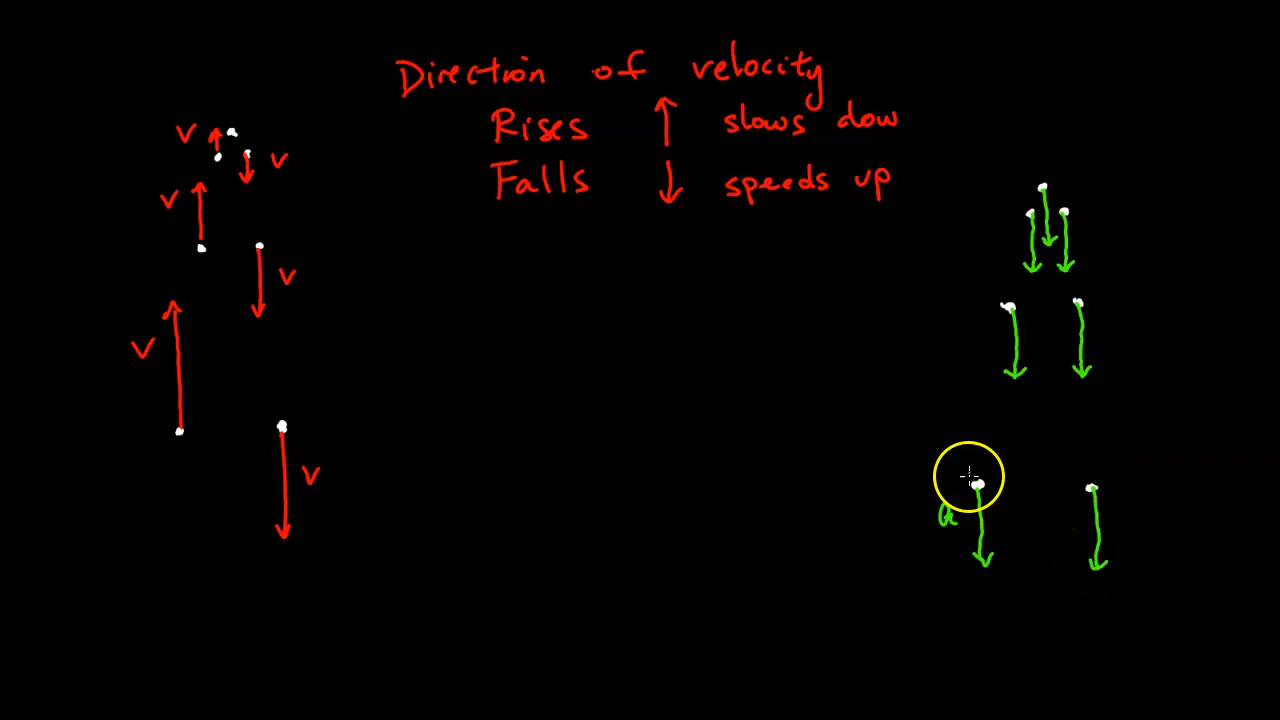 Direction of velocity
Rises ↑ slows dow
Falls ↓ speeds up
v
v
v
v
v
v
a